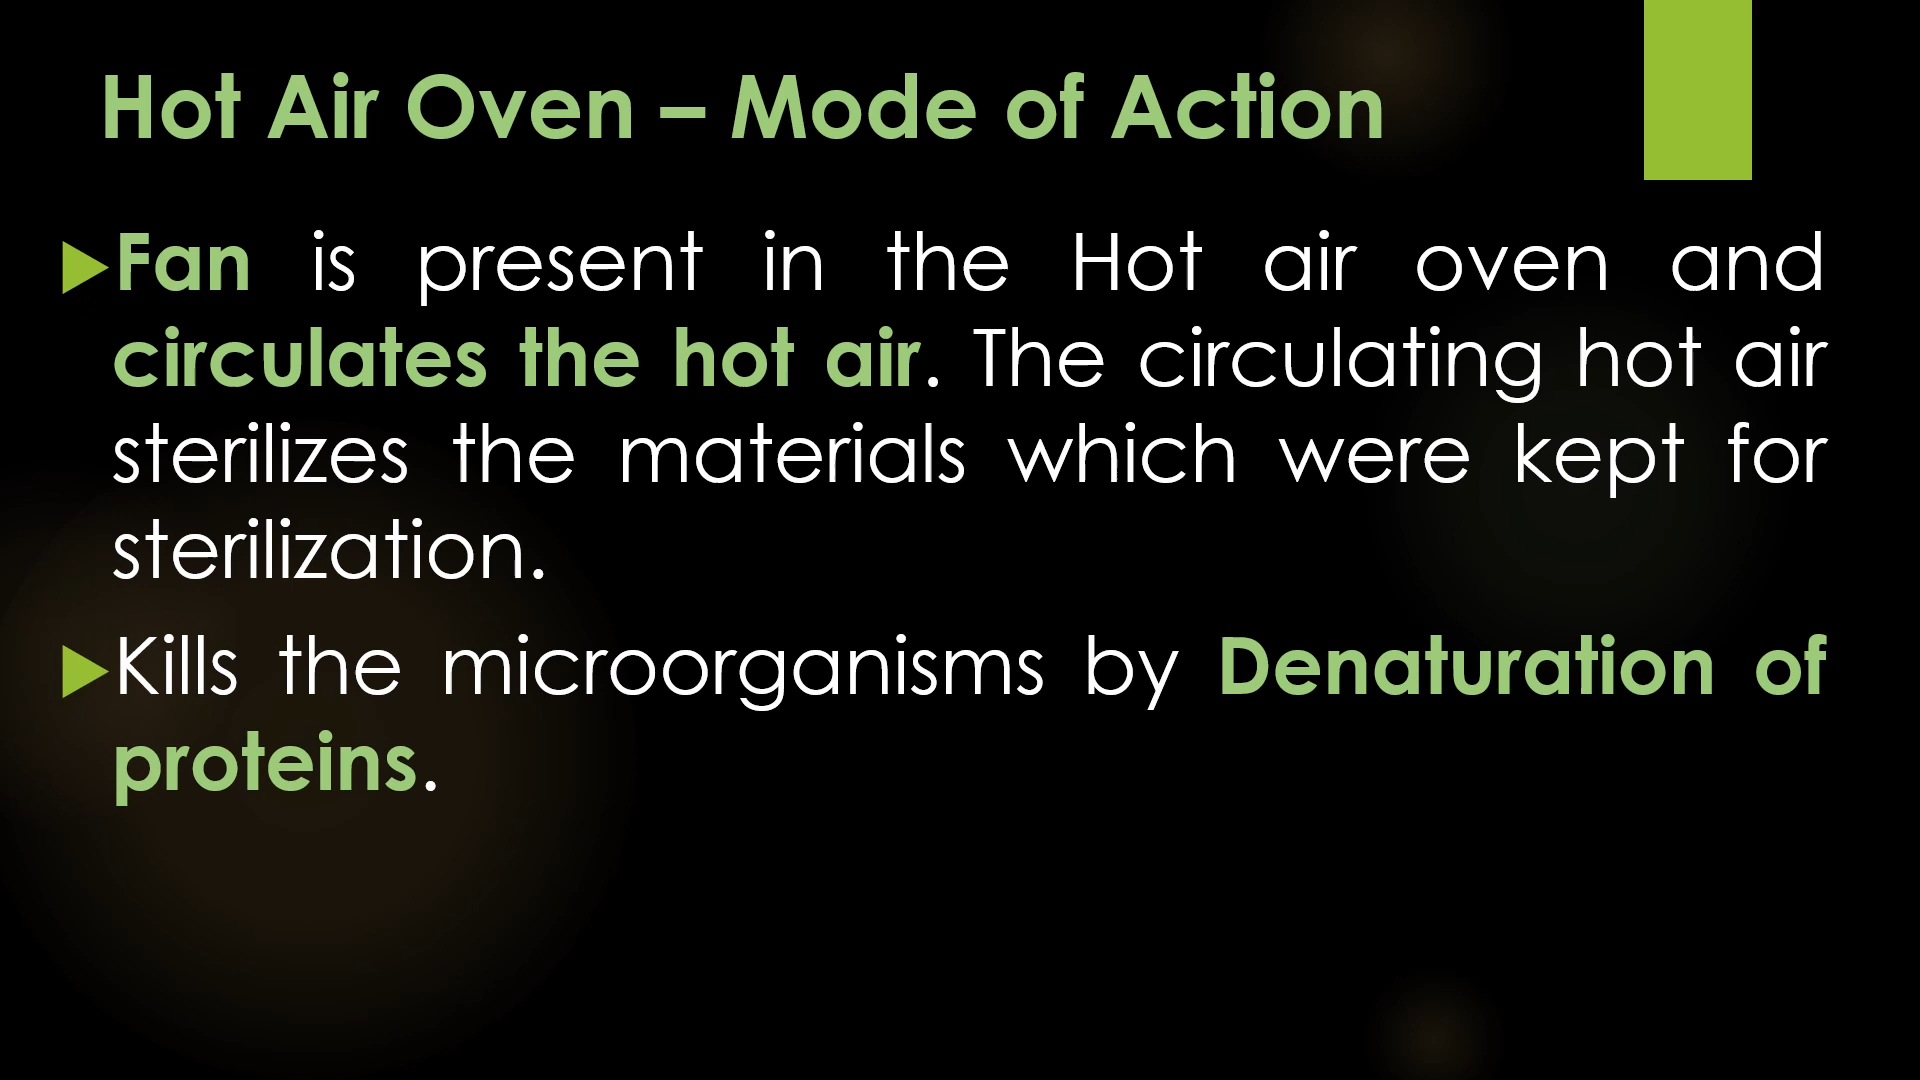 Hot Air Oven – Mode of Action
Fan is present in the Hot air oven and
circulates the hot air. The circulating hot air
sterilizes the materials which were kept for
sterilization.
Kills the microorganisms by Denaturation of
proteins.